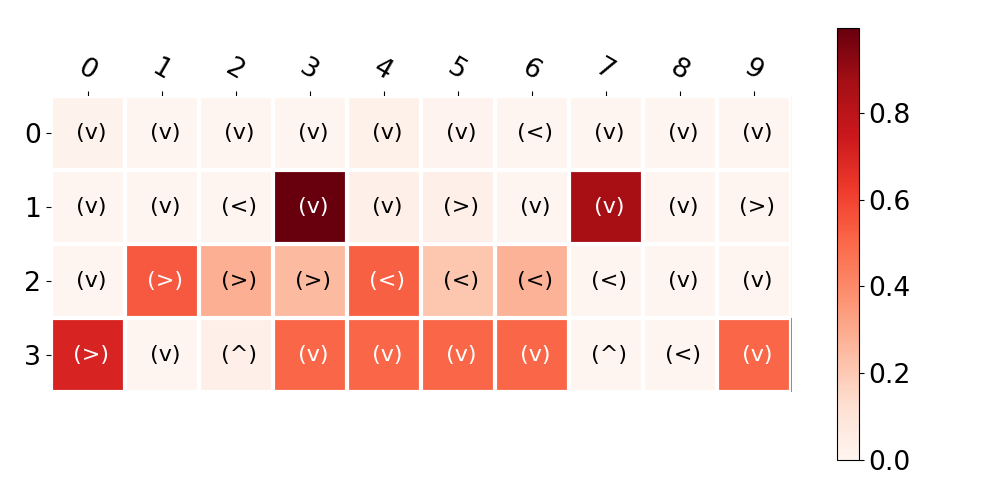 0 1 2 3 4 5 6 7 8 9
0 (v) (v) (v) (v) (v) (v) (<) (v) (v) (v)
0.8
1 (v) (v) (<) (v) (v) (>) (v) (v) (v) (>)
0.6
2 (v) (>) (>) (>) (<) (<) (<) (<) (v) (v)
0.4
3 (>) (v) (^) (v) (v) (v) (v) (^) (<) (v)
0.2
0.0